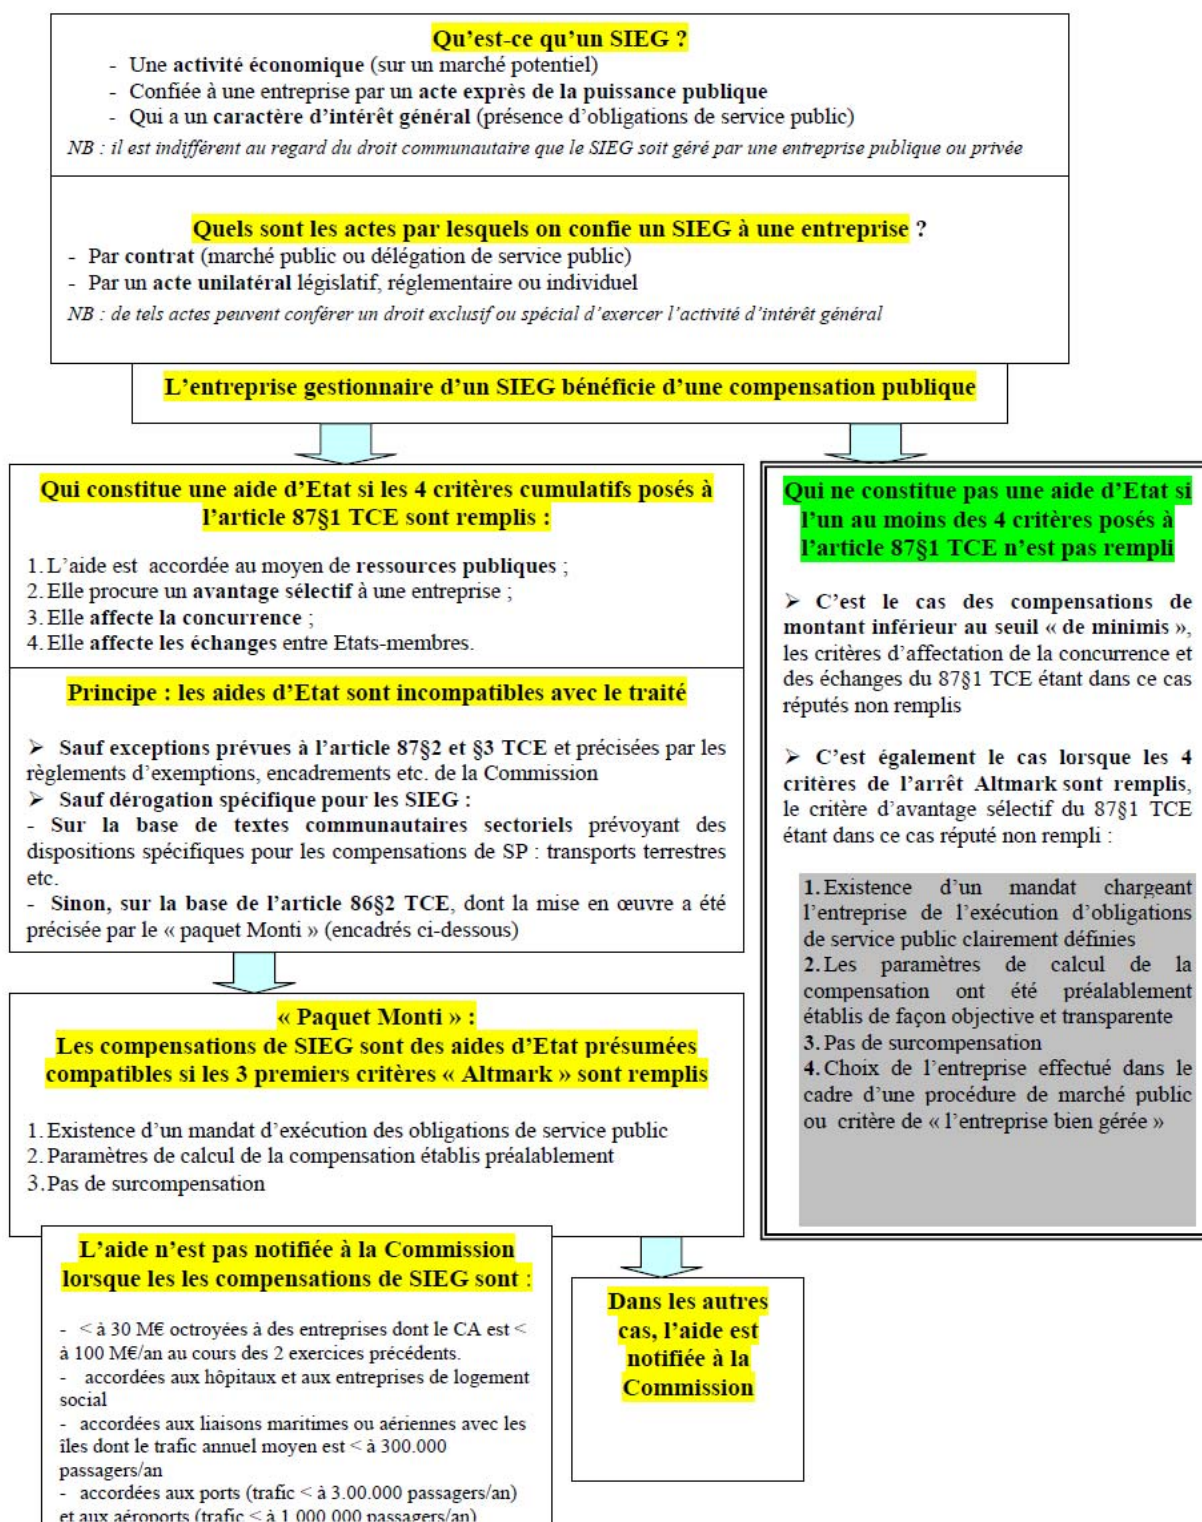 Qu’est-ce qu’un SIEG ?
- Une activité économique (sur un marché potentiel)
- Confiée à une entreprise par un acte exprès de la puissance publique
- Qui a un caractère d’intérêt général (présence d’obligations de service public)
NB : il est indifférent au regard du droit communautaire que le SIEG soit géré par une entreprise publique ou privée
Quels sont les actes par lesquels on confie un SIEG à une entreprise ?
- Par contrat (marché public ou délégation de service public)
- Par un acte unilatéral législatif, réglementaire ou individuel
NB : de tels actes peuvent conférer un droit exclusif ou spécial d’exercer l’activité d’intérêt général
L’entreprise gestionnaire d’un SIEG bénéficie d’une compensation publique
Qui constitue une aide d’Etat si les 4 critères cumulatifs posés à
l’article 87§1 TCE sont remplis :
1. L’aide est accordée au moyen de ressources publiques ;
2. Elle procure un avantage sélectif à une entreprise ;
3. Elle affecte la concurrence ;
4. Elle affecte les échanges entre Etats-membres.
Principe : les aides d’Etat sont incompatibles avec le traité
➢ Sauf exceptions prévues à l’article 87§2 et §3 TCE et précisées par les
règlements d’exemptions, encadrements etc. de la Commission
➢ Sauf dérogation spécifique pour les SIEG :
- Sur la base de textes communautaires sectoriels prévoyant des
dispositions spécifiques pour les compensations de SP : transports terrestres
etc.
- Sinon, sur la base de l’article 86§2 TCE, dont la mise en œuvre a été
précisée par le « paquet Monti » (encadrés ci-dessous)
« Paquet Monti » :
Les compensations de SIEG sont des aides d’Etat présumées
compatibles si les 3 premiers critères « Altmark » sont remplis
1. Existence d’un mandat d’exécution des obligations de service public
2. Paramètres de calcul de la compensation établis préalablement
3. Pas de surcompensation
L’aide n’est pas notifiée à la Commission
lorsque les les compensations de SIEG sont :
- < à 30 M€ octroyées à des entreprises dont le CA est <
à 100 M€/an au cours des 2 exercices précédents.
- accordées aux hôpitaux et aux entreprises de logement
social
- accordées aux liaisons maritimes ou aériennes avec les
îles dont le trafic annuel moyen est < à 300.000
passagers/an
- accordées aux ports (trafic < à 3.00.000 passagers/an)
et aux aéroports (trafic < à 1 000 000 passagers/an)
Dans les autres
cas, l’aide est
notifiée à la
Commission
Qui ne constitue pas une aide d’Etat si
l’un au moins des 4 critères posés à
l’article 87§1 TCE n’est pas rempli
➢ C’est le cas des compensations de
montant inférieur au seuil « de minimis »,
les critères d’affectation de la concurrence et
des échanges du 87§1 TCE étant dans ce cas
réputés non remplis
➢ C’est également le cas lorsque les 4
critères de l’arrêt Altmark sont remplis,
le critère d’avantage sélectif du 87§1 TCE
étant dans ce cas réputé non rempli :
1. Existence d’un mandat chargeant
l’entreprise de l’exécution d’obligations
de service public clairement définies
2. Les paramètres de calcul de la
compensation ont été préalablement
établis de façon objective et transparente
3. Pas de surcompensation
4. Choix de l’entreprise effectué dans le
cadre d’une procédure de marché public
ou critère de « l’entreprise bien gérée »